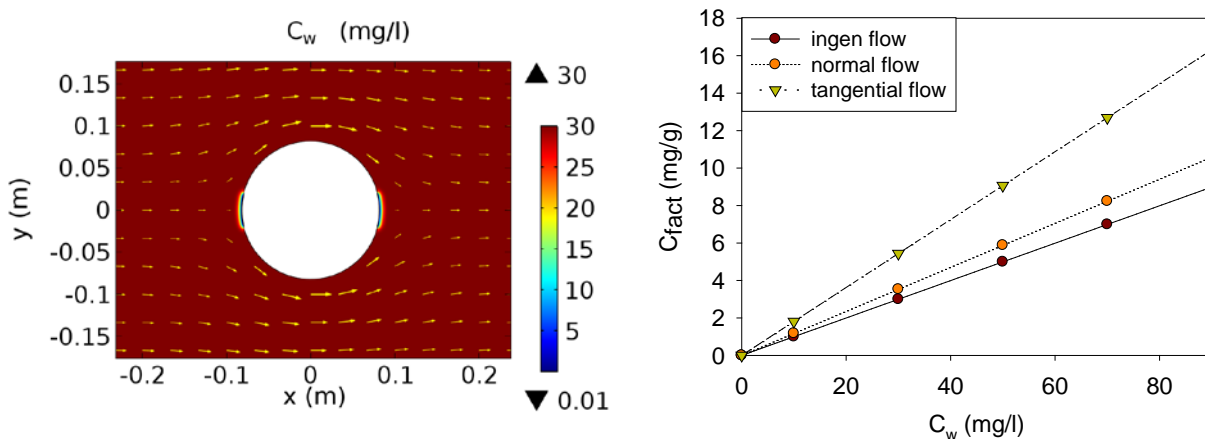 C_w (mg/l)
30
0.15
0.1
0.05
0
-0.05
-0.1
-0.15
y (m)
-0.2 -0.1 0 0.1 0.2
x (m)
30
25
20
15
10
5
0.01
18
16
14
12
10
8
6
4
2
0
C_fact (mg/g)
ingen flow
normal flow
tangential flow
0 20 40 60 80
C_w (mg/l)